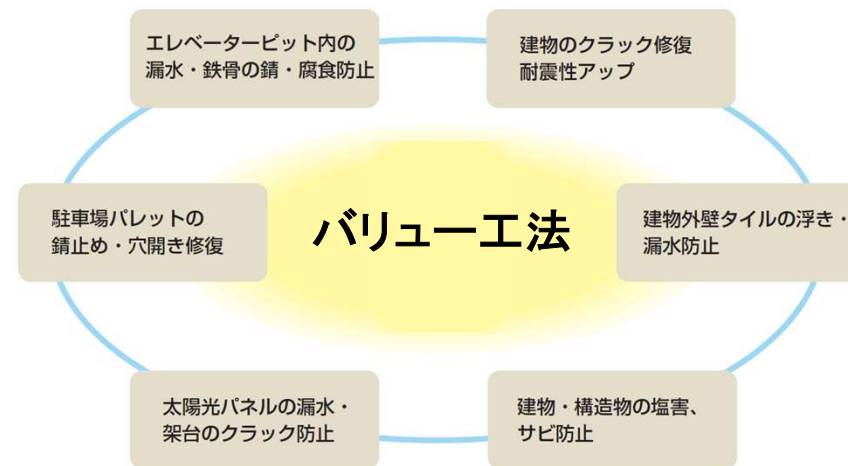 エレベーターピット内の
漏水・鉄骨の錆・腐食防止
建物のクラック修復
耐震性アップ
駐車場パレットの
錆止め・穴開き修復
バリュー工法
建物外壁タイルの浮き・
漏水防止
太陽光パネルの漏水・
架台のクラック防止
建物・構造物の塩害、
サビ防止